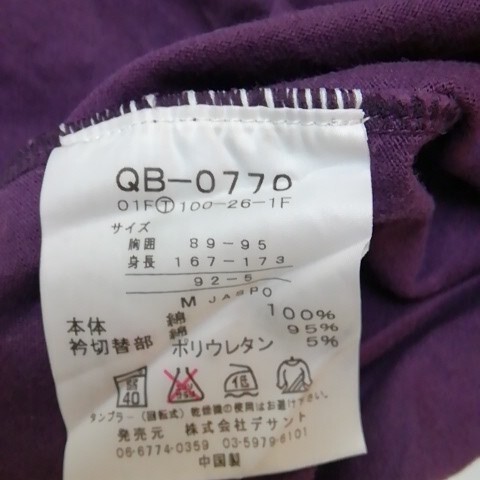 QB-0770
01FⓉ100-26-1F
サイズ
胸囲 89-95
身長 167-173
92-5
M JASPO
本体 綿 100%
衿切替部 綿 95%
ポリウレタン 5%
弱 40 低
タンブラー(回転式)乾燥機の使用はお避け下さい。
発売元 株式会社デサント
06-6774-0359 03-5979-6101
中国製